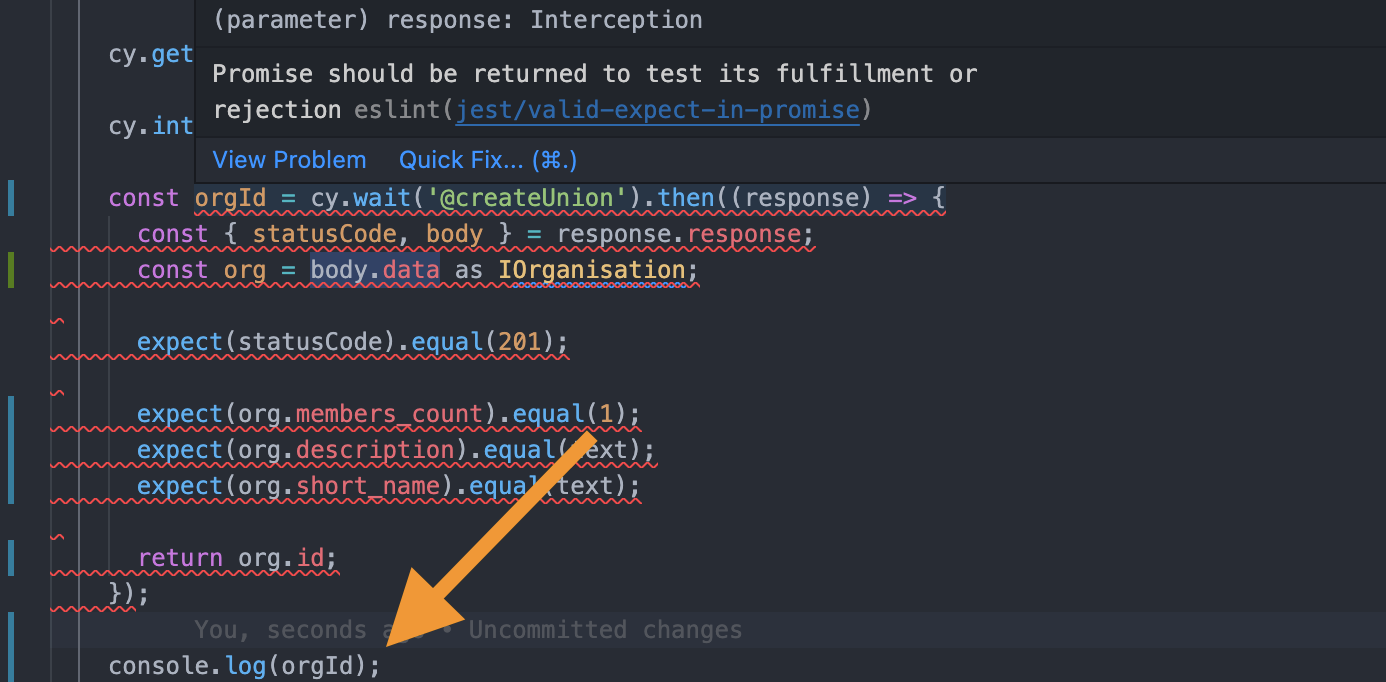 (parameter) response: Interception
cy.get
Promise should be returned to test its fulfillment or
rejection eslint(jest/valid-expect-in-promise)
cy.int
View Problem Quick Fix... (⌘.)
const orgId = cy.wait('@createUnion').then((response) => {
const { statusCode, body } = response.response;
const org = body.data as IOrganisation;
expect(statusCode).equal(201);
expect(org.members_count).equal(1);
expect(org.description).equal(text);
expect(org.short_name).equal(text);
return org.id;
});
You, seconds ago • Uncommitted changes
console.log(orgId);